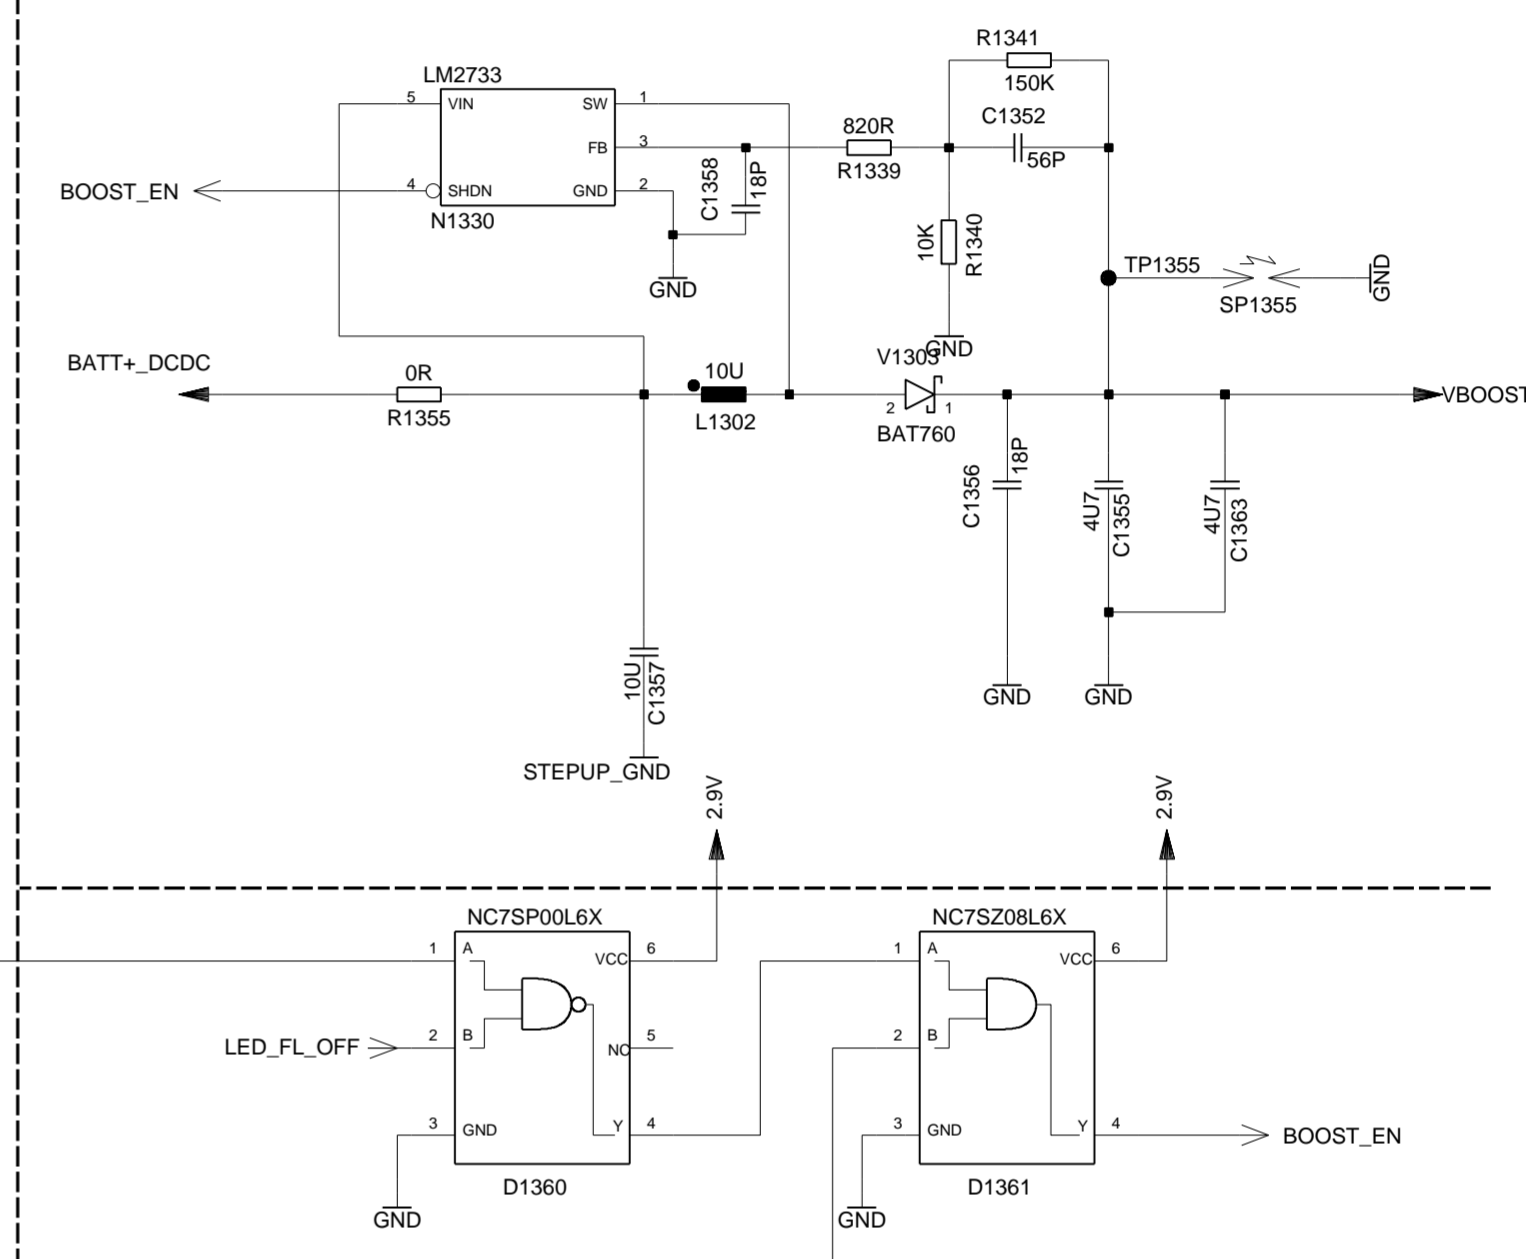 R1341
150K
LM2733
5 VIN SW 1
FB 3
4 SHDN GND 2
N1330
BOOST_EN
C1358
18P
GND
820R
R1339
C1352
56P
10K
R1340
GND
TP1355
SP1355
GND
BATT+_DCDC
0R
R1355
10U
L1302
V1303
2 1
BAT760
VBOOST
C1356
18P
4U7
C1355
4U7
C1363
GND
GND
10U
C1357
STEPUP_GND
2.9V
2.9V
NC7SP00L6X
1 A VCC 6
LED_FL_OFF
2 B NC 5
3 GND Y 4
D1360
GND
NC7SZ08L6X
1 A VCC 6
2 B
3 GND Y 4
BOOST_EN
D1361
GND